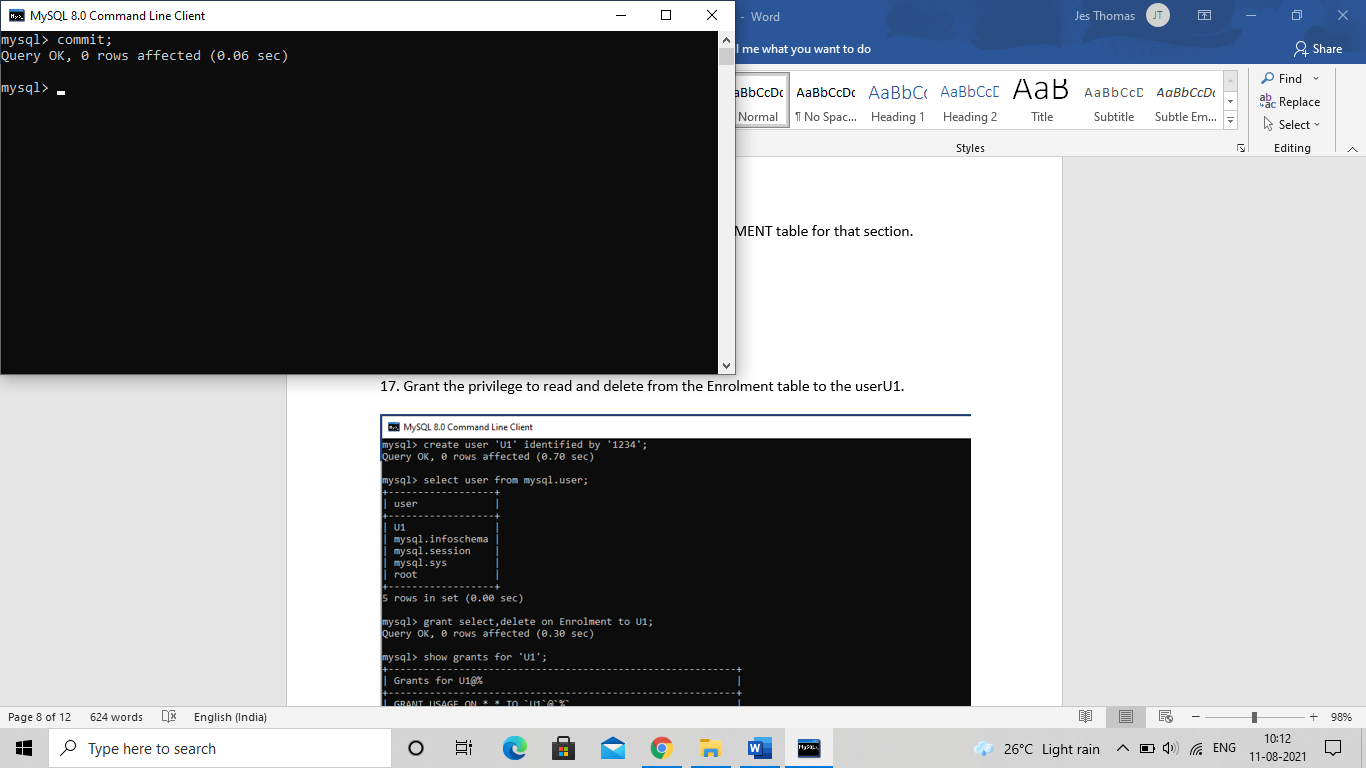 MySQL 8.0 Command Line Client
mysql> commit;
Query OK, 0 rows affected (0.06 sec)
mysql>
- Word
Jes Thomas
JT
l me what you want to do
Share
aBbCcDc
AaBbCcDc
AaBbCc
AaBbCcD
AaB
AaBbCcD
AaBbCcDc
Normal
¶ No Spac...
Heading 1
Heading 2
Title
Subtitle
Subtle Em...
Styles
Find
Replace
Select
Editing
MENT table for that section.
17. Grant the privilege to read and delete from the Enrolment table to the userU1.
MySQL 8.0 Command Line Client
mysql> create user 'U1' identified by '1234';
Query OK, 0 rows affected (0.70 sec)
mysql> select user from mysql.user;
+------------------+
| user             |
+------------------+
| U1               |
| mysql.infoschema |
| mysql.session    |
| mysql.sys        |
| root             |
+------------------+
5 rows in set (0.00 sec)
mysql> grant select,delete on Enrolment to U1;
Query OK, 0 rows affected (0.30 sec)
mysql> show grants for 'U1';
+-----------------------------------------------------------+
| Grants for U1@%                                           |
+-----------------------------------------------------------+
| GRANT USAGE ON *.* TO `U1`@`%`
Page 8 of 12
624 words
English (India)
98%
Type here to search
26°C Light rain
ENG
10:12
11-08-2021